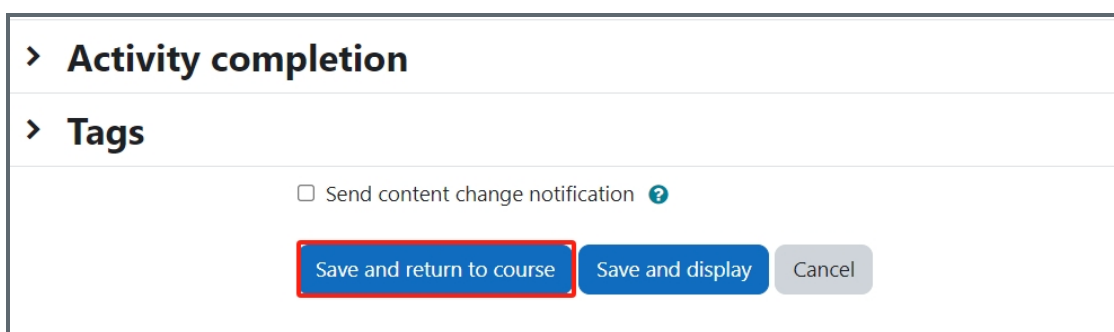 Activity completion
Tags
Send content change notification
Save and return to course Save and display Cancel